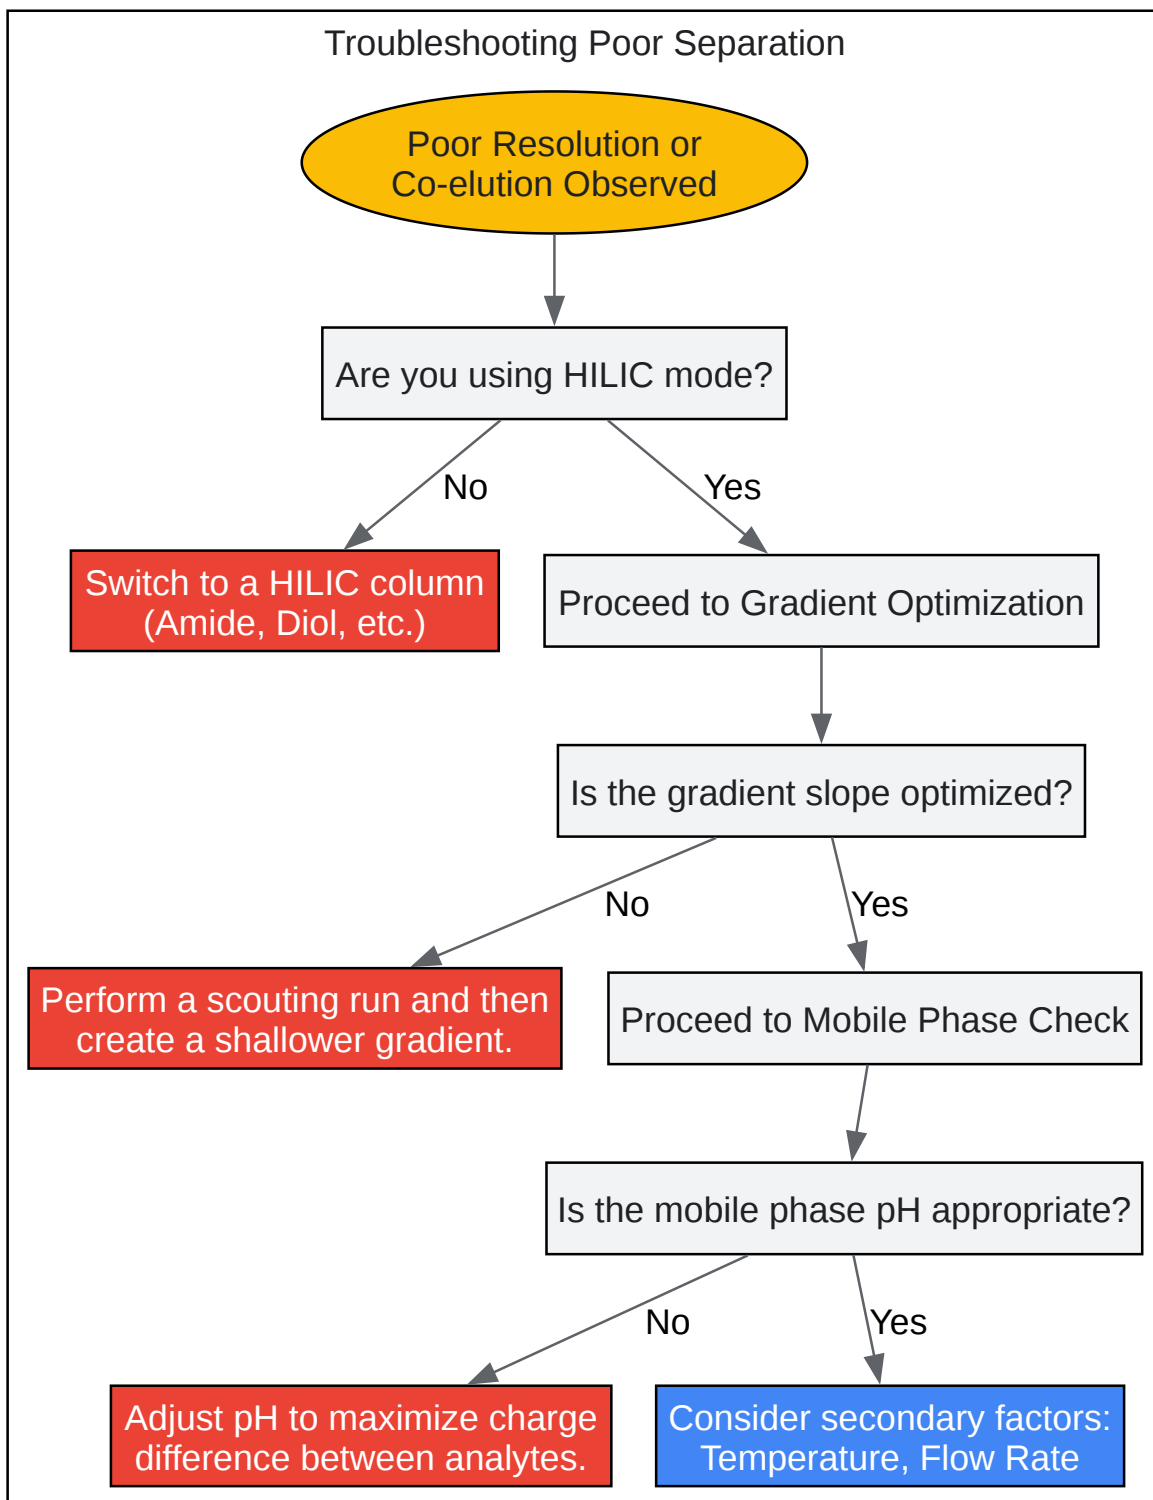 Troubleshooting Poor Separation
Poor Resolution or
Co-elution Observed
Are you using HILIC mode?
No
Yes
Switch to a HILIC column
(Amide, Diol, etc.)
Proceed to Gradient Optimization
Is the gradient slope optimized?
No
Yes
Perform a scouting run and then
create a shallower gradient.
Proceed to Mobile Phase Check
Is the mobile phase pH appropriate?
No
Yes
Adjust pH to maximize charge
difference between analytes.
Consider secondary factors:
Temperature, Flow Rate